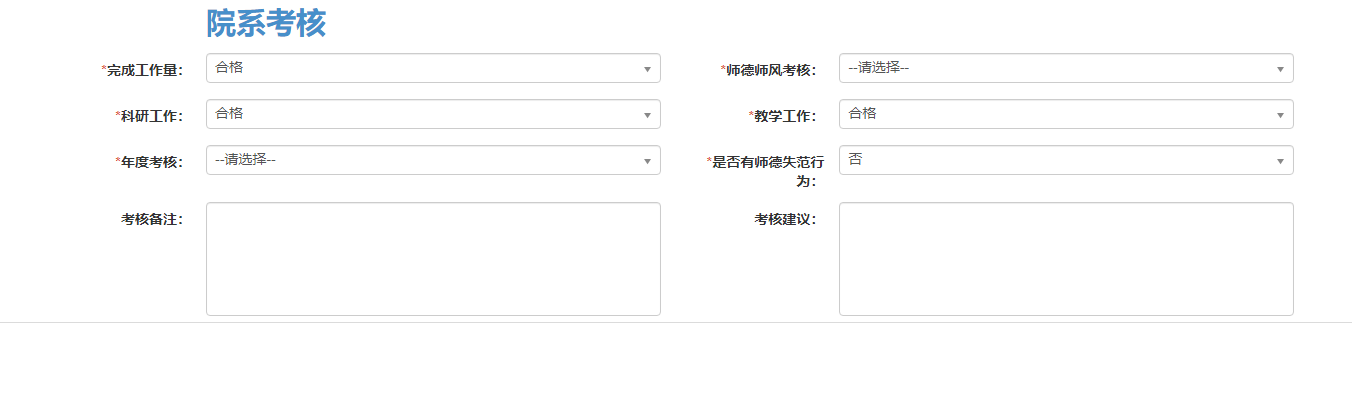 院系考核
*完成工作量： 合格 *师德师风考核： --请选择--
*科研工作： 合格 *教学工作： 合格
*年度考核： --请选择-- *是否有师德失范行 否
为：
考核备注： 考核建议：